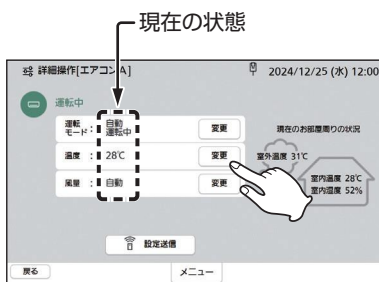 現在の状態
詳細操作[エアコンA]
2024/12/25 (水) 12:00
運転中
運転モード： 自動運転中 変更
現在のお部屋周りの状況
温度 ： 28℃ 変更
室外温度 31℃
室内温度 28℃
室内湿度 52%
風量 ： 自動 変更
設定送信
戻る
メニュー